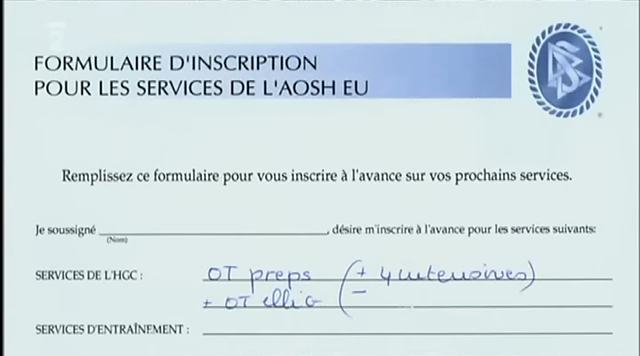 FORMULAIRE D'INSCRIPTION
POUR LES SERVICES DE L'AOSH EU
Remplissez ce formulaire pour vous inscrire à l'avance sur vos prochains services.
Je soussigné ____________________, désire m'inscrire à l'avance pour les services suivants:
(Nom)
SERVICES DE L'HGC : OT preps (+ 4 intensives)
+ OT
SERVICES D'ENTRAÎNEMENT :